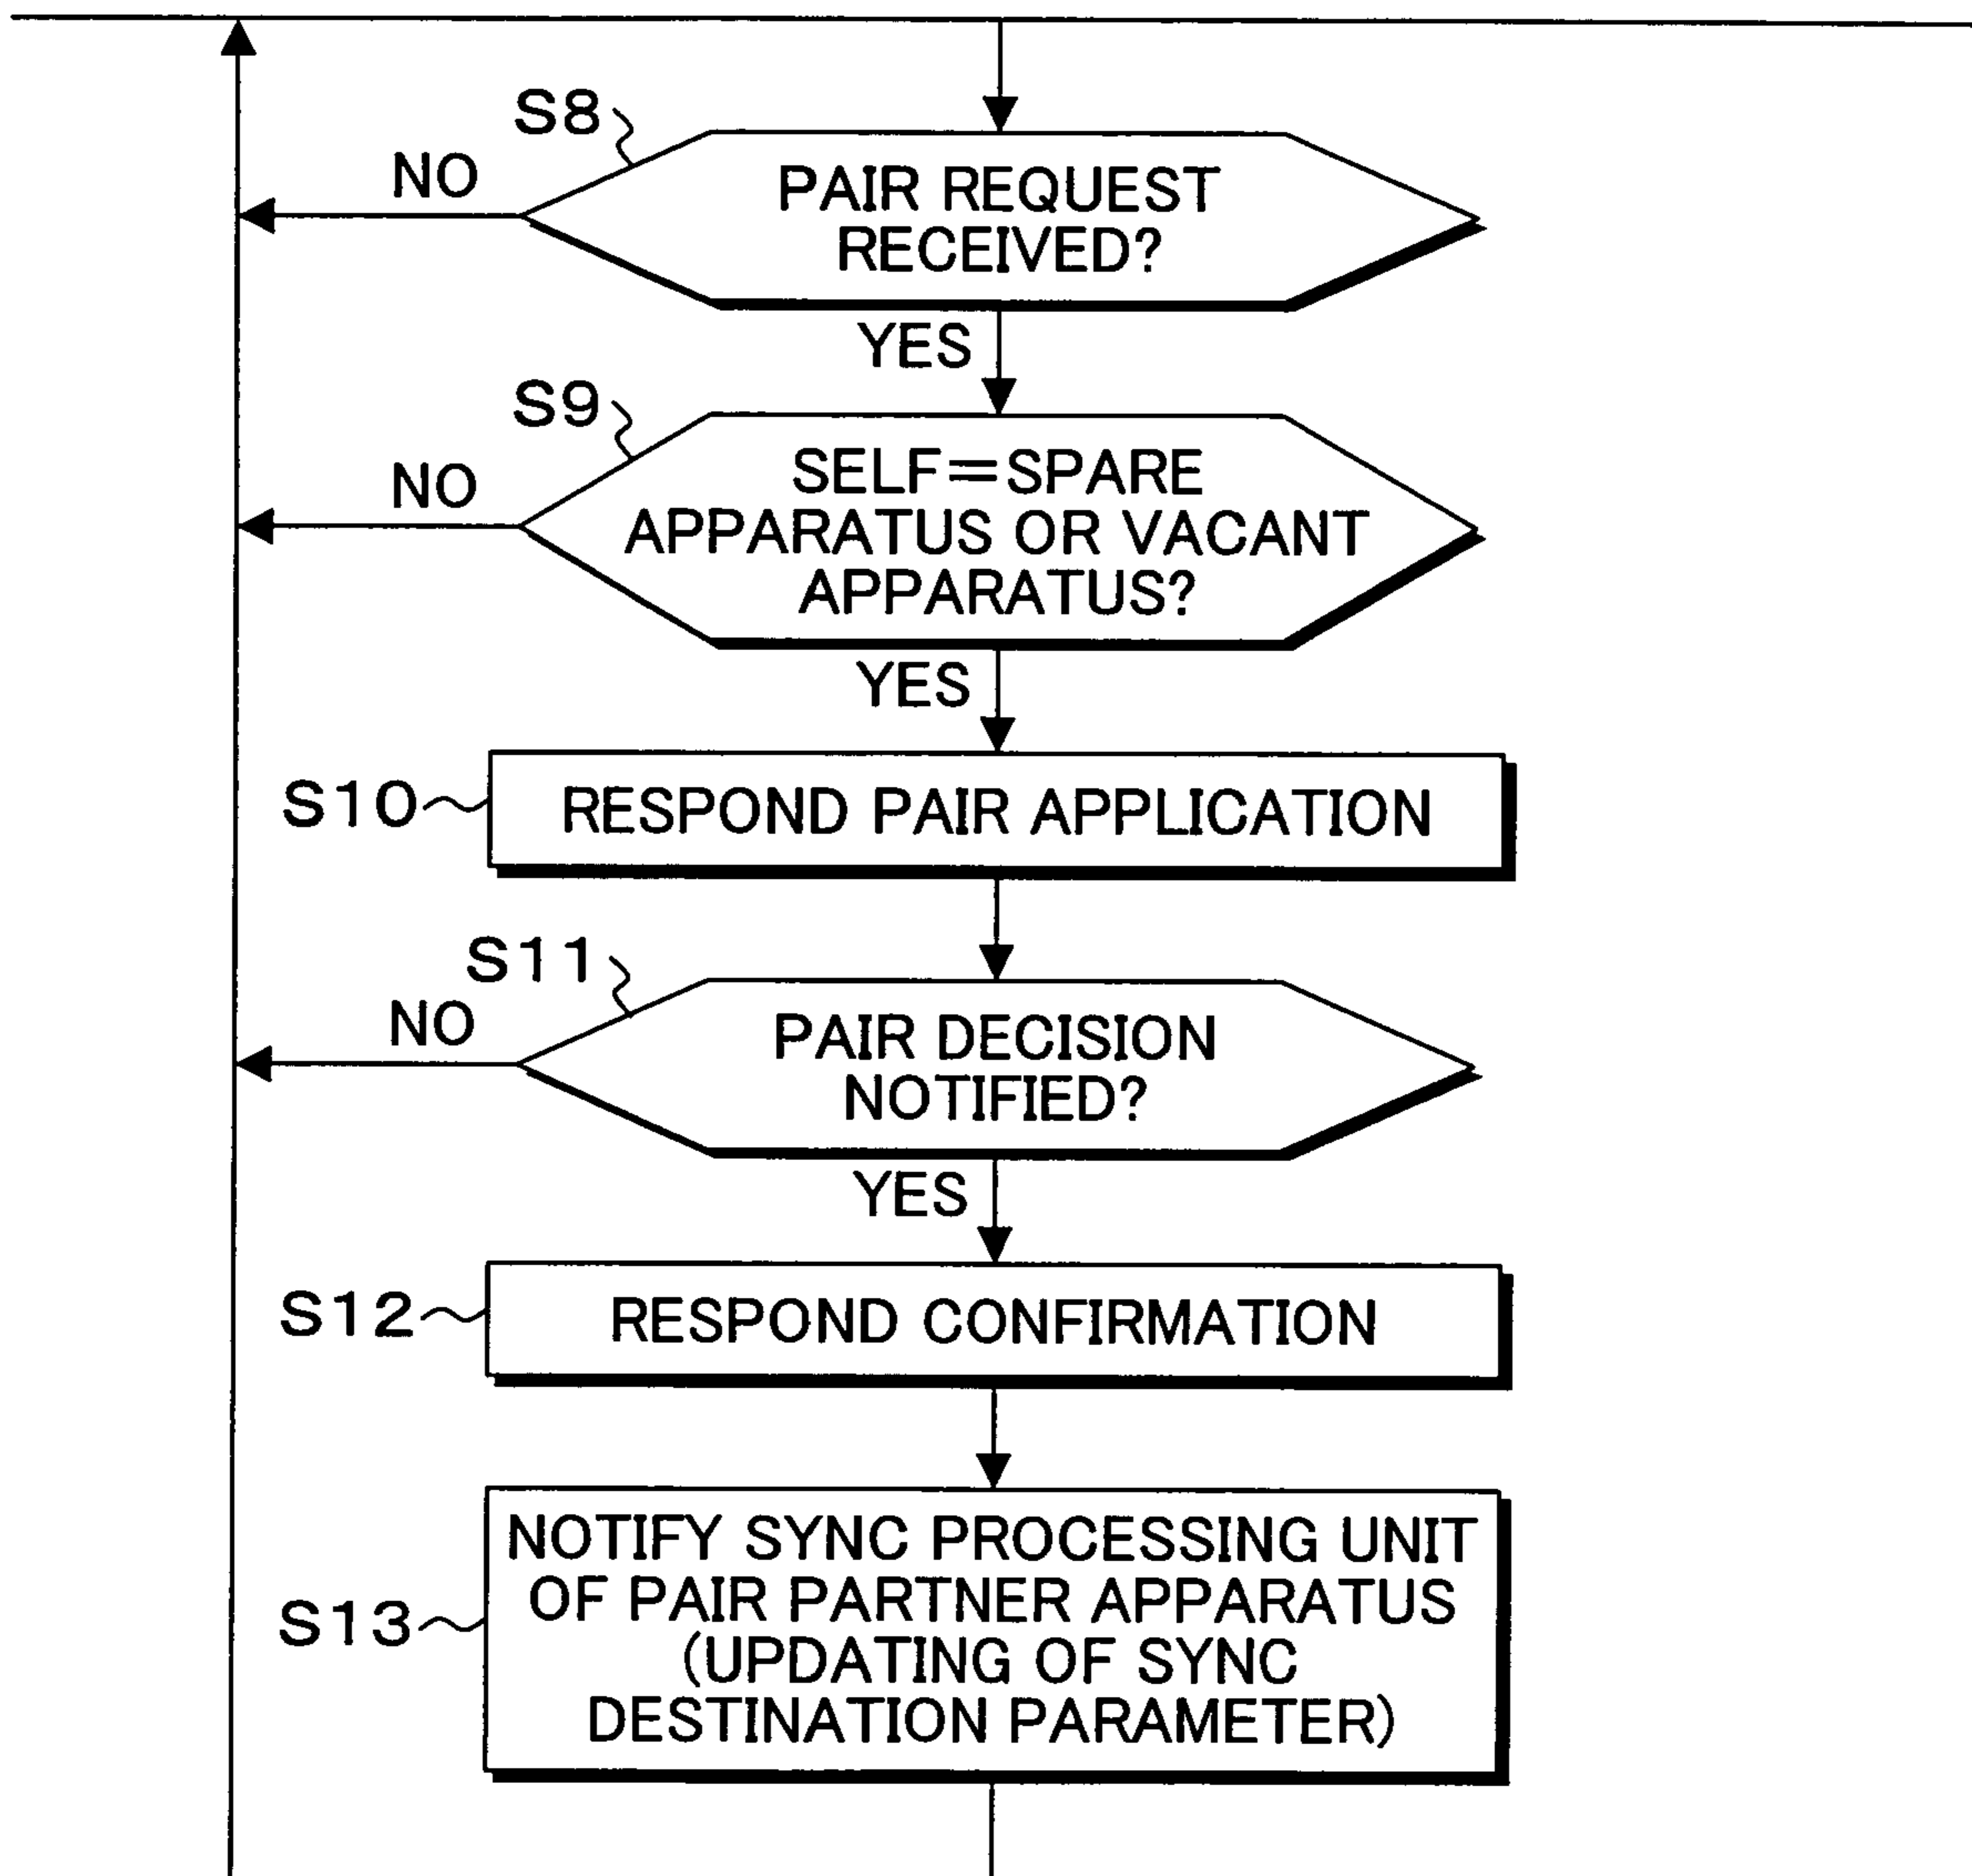 S8
NO
PAIR REQUEST
RECEIVED?
YES
S9
NO
SELF=SPARE
APPARATUS OR VACANT
APPARATUS?
YES
S10
RESPOND PAIR APPLICATION
S11
NO
PAIR DECISION
NOTIFIED?
YES
S12
RESPOND CONFIRMATION
S13
NOTIFY SYNC PROCESSING UNIT
OF PAIR PARTNER APPARATUS
(UPDATING OF SYNC
DESTINATION PARAMETER)